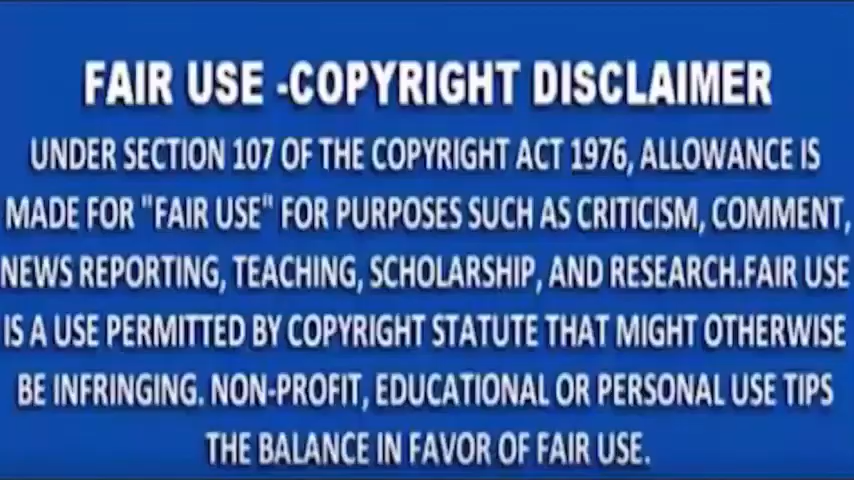 FAIR USE -COPYRIGHT DISCLAIMER
UNDER SECTION 107 OF THE COPYRIGHT ACT 1976, ALLOWANCE IS
MADE FOR "FAIR USE" FOR PURPOSES SUCH AS CRITICISM, COMMENT,
NEWS REPORTING, TEACHING, SCHOLARSHIP, AND RESEARCH.FAIR USE
IS A USE PERMITTED BY COPYRIGHT STATUTE THAT MIGHT OTHERWISE
BE INFRINGING. NON-PROFIT, EDUCATIONAL OR PERSONAL USE TIPS
THE BALANCE IN FAVOR OF FAIR USE.